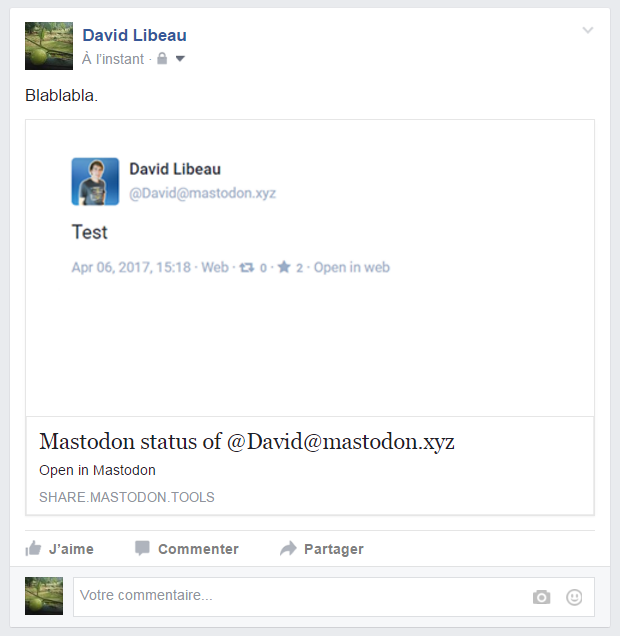 David Libeau
À l’instant ·
Blablabla.
David Libeau
@David@mastodon.xyz
Test
Apr 06, 2017, 15:18 · Web · 0 · 2 · Open in web
Mastodon status of @David@mastodon.xyz
Open in Mastodon
SHARE.MASTODON.TOOLS
J’aime Commenter Partager
Votre commentaire...